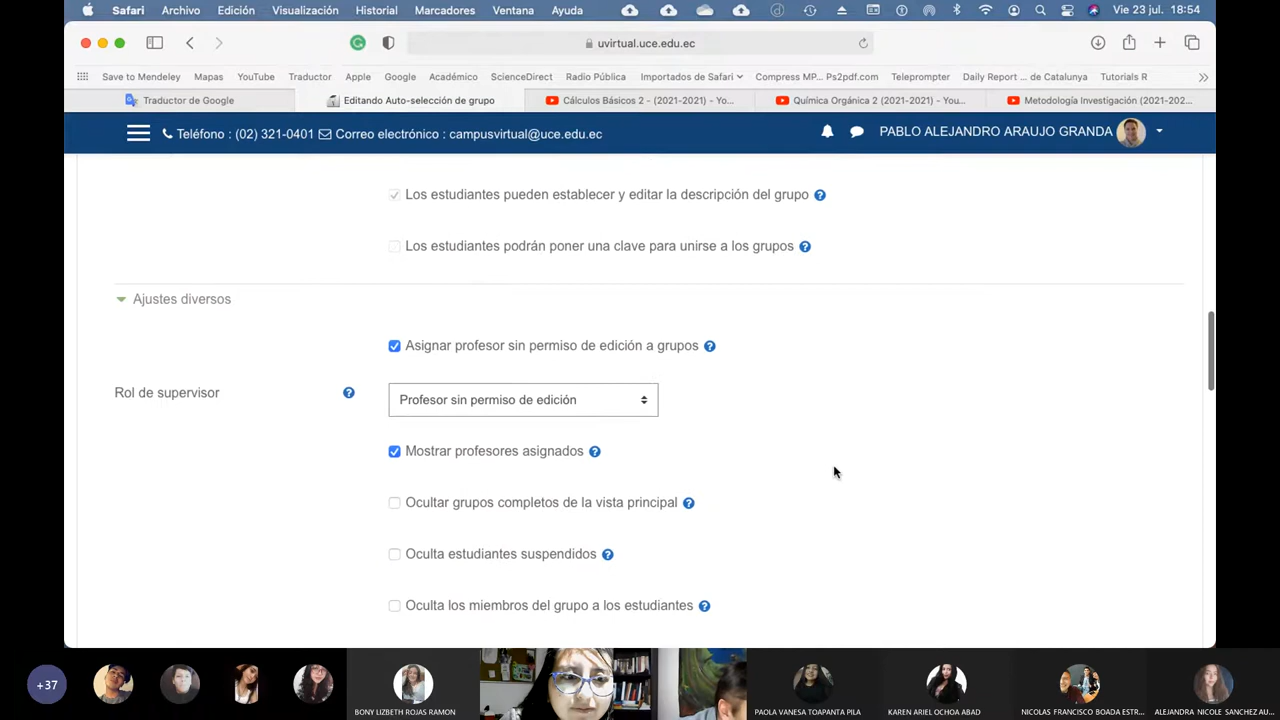 Safari Archivo Edición Visualización Historial Marcadores Ventana Ayuda Vie 23 jul. 18:54
uvirtual.uce.edu.ec
Save to Mendeley Mapas YouTube Traductor Apple Google Académico ScienceDirect Radio Pública Importados de Safari Compress MP... Ps2pdf.com Teleprompter Daily Report ... de Catalunya Tutorials R
Traductor de Google Editando Auto-selección de grupo Cálculos Básicos 2 - (2021-2021) - Yo... Química Orgánica 2 (2021-2021) - You... Metodología Investigación (2021-202...
Teléfono : (02) 321-0401 Correo electrónico : campusvirtual@uce.edu.ec PABLO ALEJANDRO ARAUJO GRANDA
Los estudiantes pueden establecer y editar la descripción del grupo
Los estudiantes podrán poner una clave para unirse a los grupos
Ajustes diversos
Asignar profesor sin permiso de edición a grupos
Rol de supervisor
Profesor sin permiso de edición
Mostrar profesores asignados
Ocultar grupos completos de la vista principal
Oculta estudiantes suspendidos
Oculta los miembros del grupo a los estudiantes
+37
BONY LIZBETH ROJAS RAMON PAOLA VANESA TOAPANTA PILA KAREN ARIEL OCHOA ABAD NICOLAS FRANCISCO BOADA ESTR... ALEJANDRA NICOLE SANCHEZ AU...